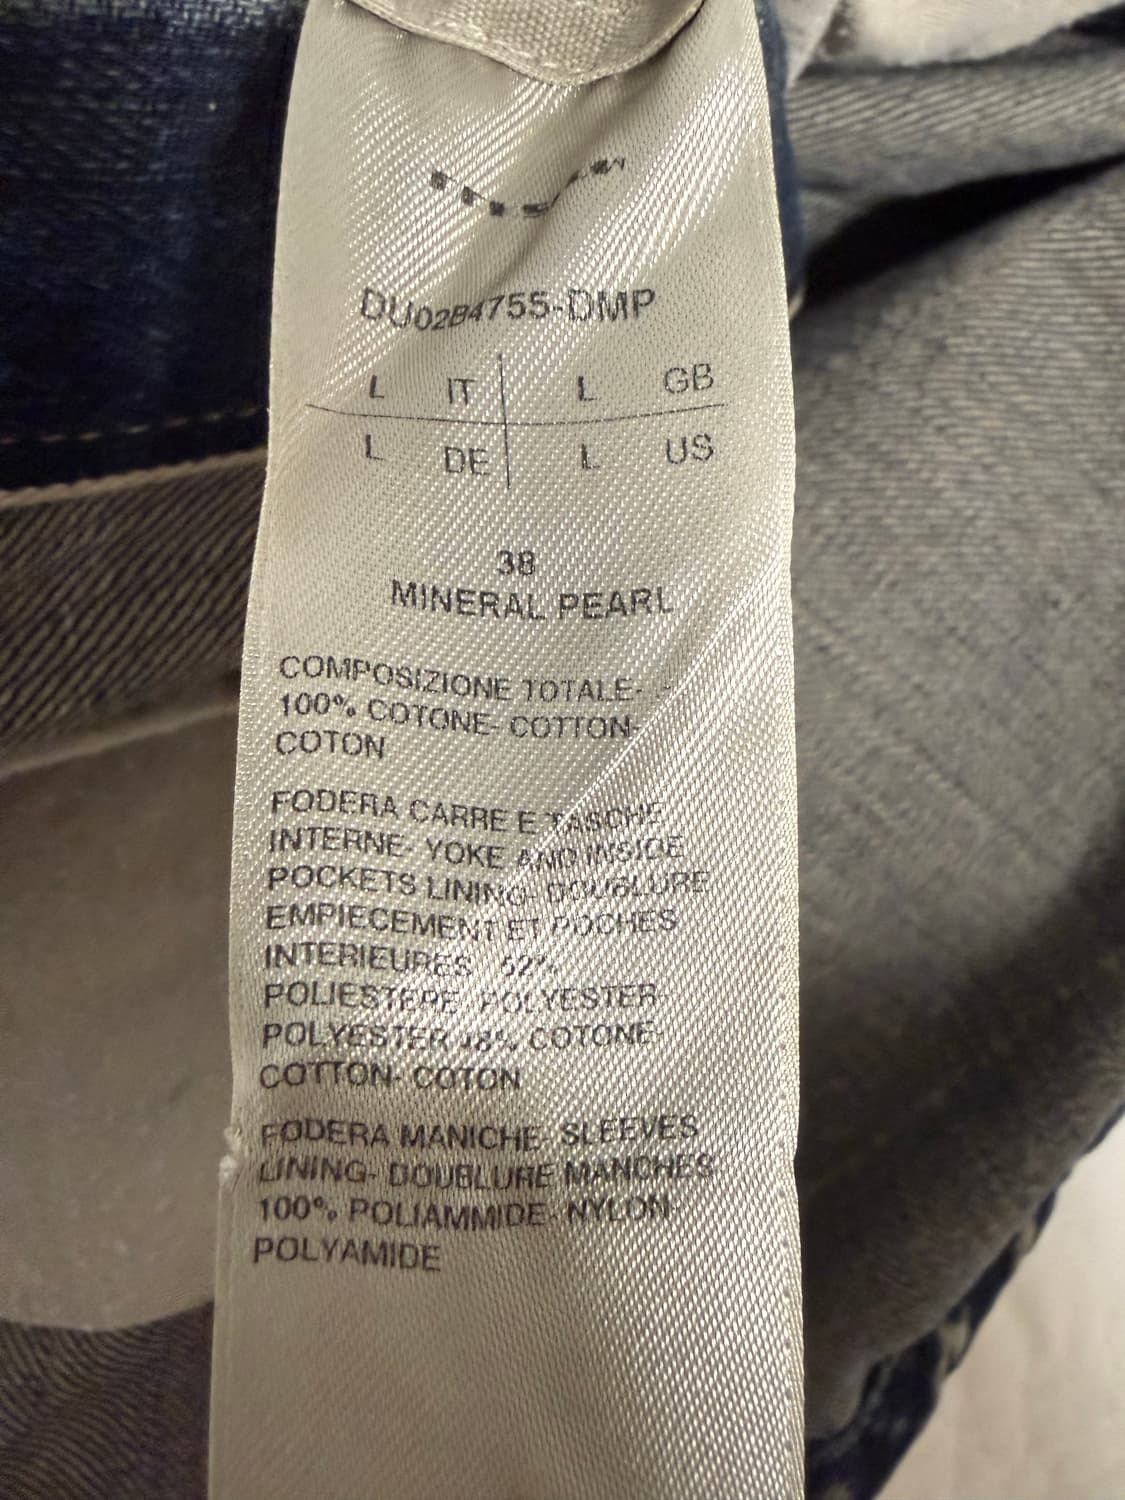 DU02B4755-DMP
L IT L GB
L DE L US
38
MINERAL PEARL
COMPOSIZIONE TOTALE- -
100% COTONE- COTTON-
COTON
FODERA CARRE E TASCHE
INTERNE- YOKE AND INSIDE
POCKETS LINING- DOUBLURE
EMPIECEMENT ET POCHES
INTERIEURES 52%
POLIESTERE- POLYESTER-
POLYESTER 48% COTONE-
COTTON- COTON
FODERA MANICHE- SLEEVES
LINING- DOUBLURE MANCHES
100% POLIAMMIDE- NYLON-
POLYAMIDE